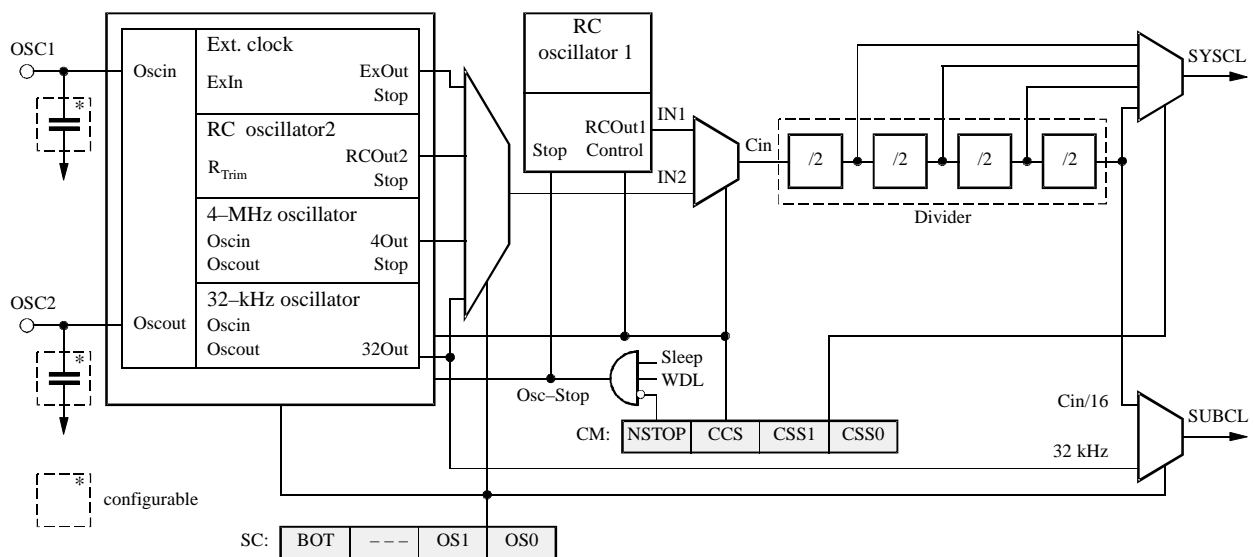 OSC1
Oscin
Ext. clock
ExIn
ExOut
Stop
RC oscillator2
RTrim
RCOut2
Stop
4–MHz oscillator
Oscin
4Out
Oscout
Stop
32–kHz oscillator
Oscin
Oscout
32Out
OSC2
Oscout
*
*
*
configurable
RC
oscillator 1
RCOut1
Stop
Control
IN1
IN2
Cin
/2
/2
/2
/2
Divider
SYSCL
Sleep
WDL
Osc–Stop
CM:
NSTOP
CCS
CSS1
CSS0
Cin/16
32 kHz
SUBCL
SC:
BOT
– – –
OS1
OS0